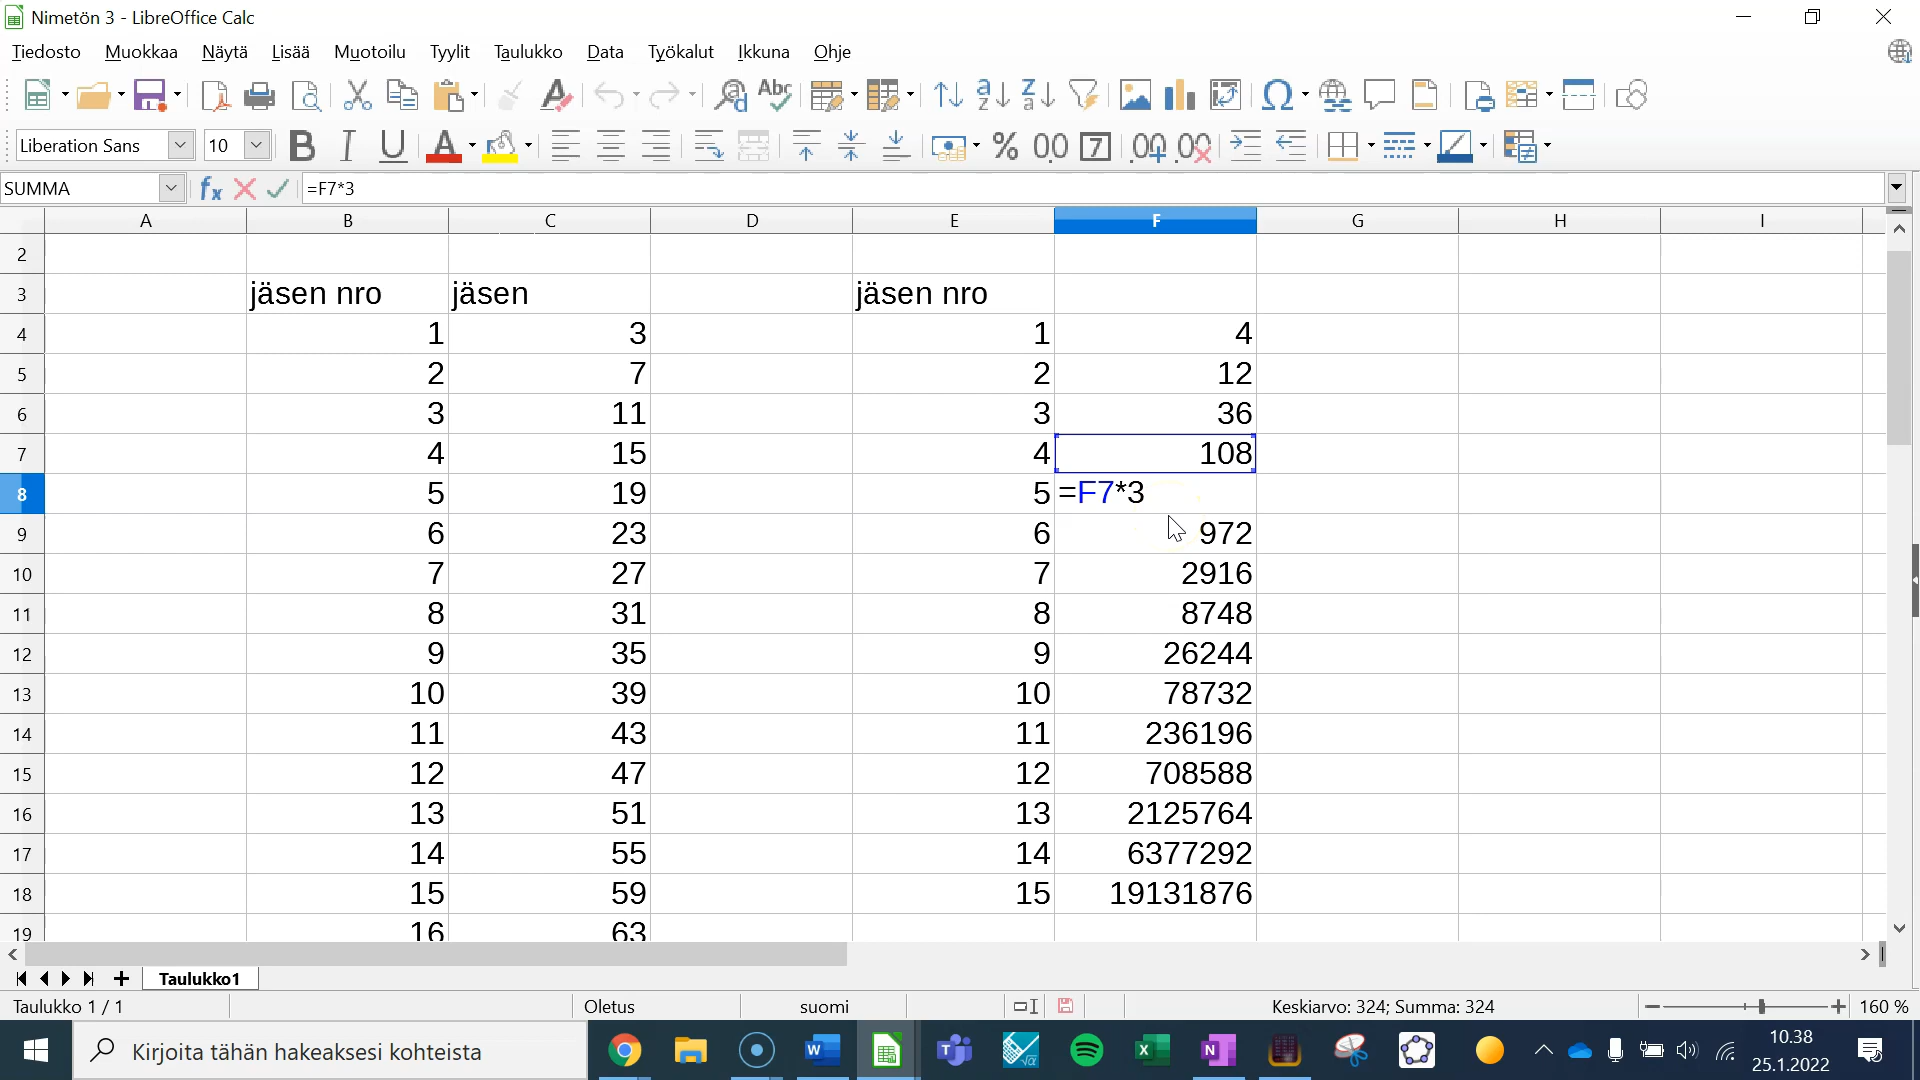 Nimetön 3 - LibreOffice Calc
Tiedosto Muokkaa Näytä Lisää Muotoilu Tyylit Taulukko Data Työkalut Ikkuna Ohje
Liberation Sans 10
SUMMA =F7*3
A B C D E F G H I
2
3 jäsen nro jäsen jäsen nro
4 1 3 1 4
5 2 7 2 12
6 3 11 3 36
7 4 15 4 108
8 5 19 5 =F7*3
9 6 23 6 972
10 7 27 7 2916
11 8 31 8 8748
12 9 35 9 26244
13 10 39 10 78732
14 11 43 11 236196
15 12 47 12 708588
16 13 51 13 2125764
17 14 55 14 6377292
18 15 59 15 19131876
19 16 63
Taulukko1
Taulukko 1 / 1 Oletus suomi Keskiarvo: 324; Summa: 324 160 %
Kirjoita tähän hakeaksesi kohteista
10.38
25.1.2022